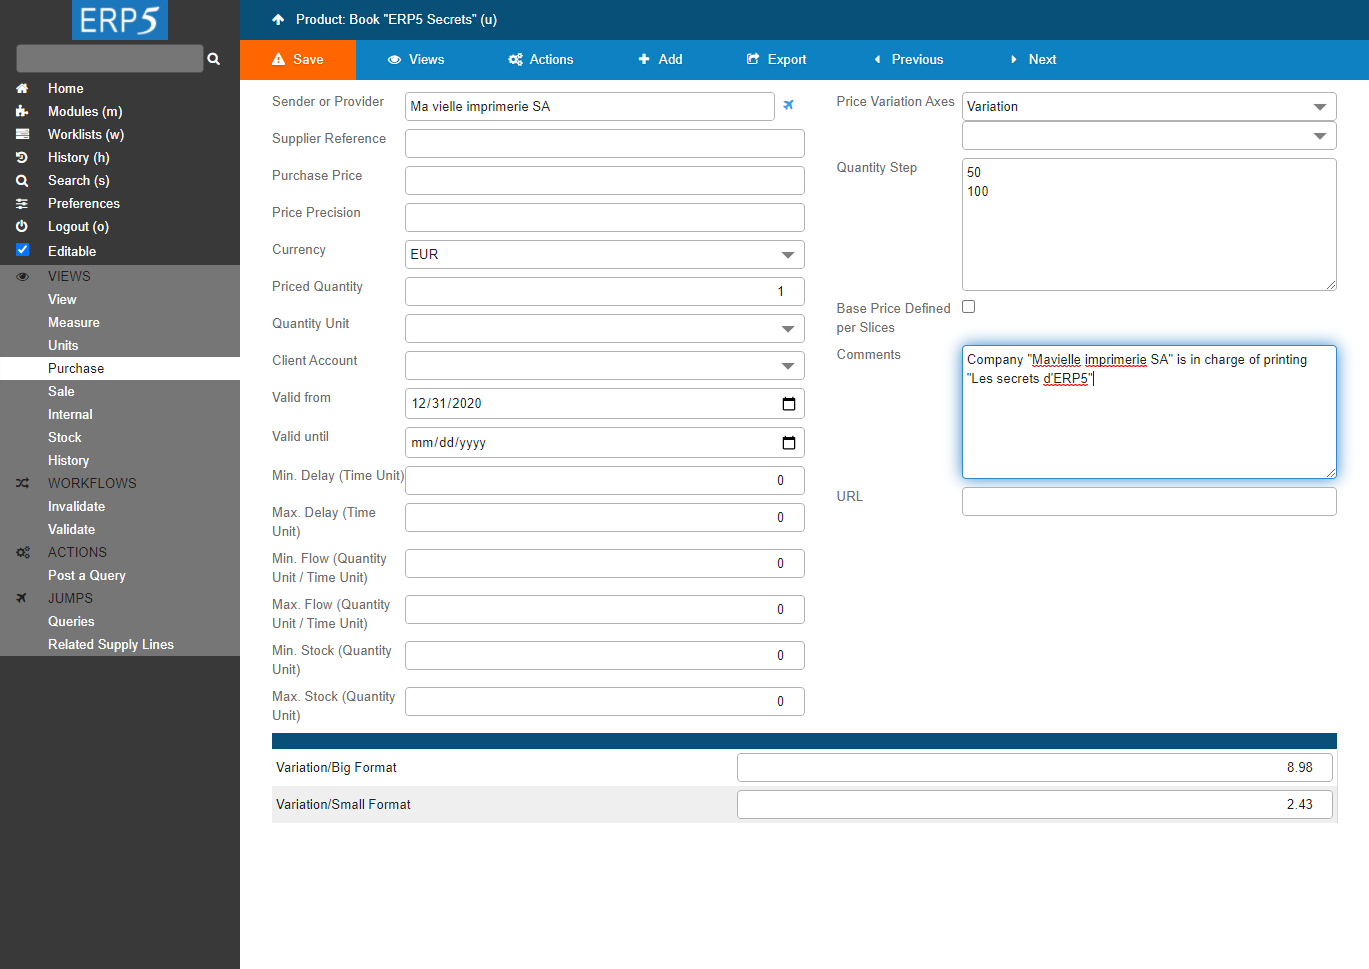 ERP5
Product: Book "ERP5 Secrets" (u)
Save
Views
Actions
Add
Export
Previous
Next
Home
Modules (m)
Worklists (w)
History (h)
Search (s)
Preferences
Logout (o)
Editable
VIEWS
View
Measure
Units
Purchase
Sale
Internal
Stock
History
WORKFLOWS
Invalidate
Validate
ACTIONS
Post a Query
JUMPS
Queries
Related Supply Lines
Sender or Provider
Ma vielle imprimerie SA
Supplier Reference
Purchase Price
Price Precision
Currency
EUR
Priced Quantity
1
Quantity Unit
Client Account
Valid from
12/31/2020
Valid until
mm/dd/yyyy
Min. Delay (Time Unit)
0
Max. Delay (Time
Unit)
0
Min. Flow (Quantity
Unit / Time Unit)
0
Max. Flow (Quantity
Unit / Time Unit)
0
Min. Stock (Quantity
Unit)
0
Max. Stock (Quantity
Unit)
0
Price Variation Axes
Variation
Quantity Step
50
100
Base Price Defined
per Slices
Comments
Company "Mavielle imprimerie SA" is in charge of printing
"Les secrets d'ERP5"
URL
Variation/Big Format
8.98
Variation/Small Format
2.43